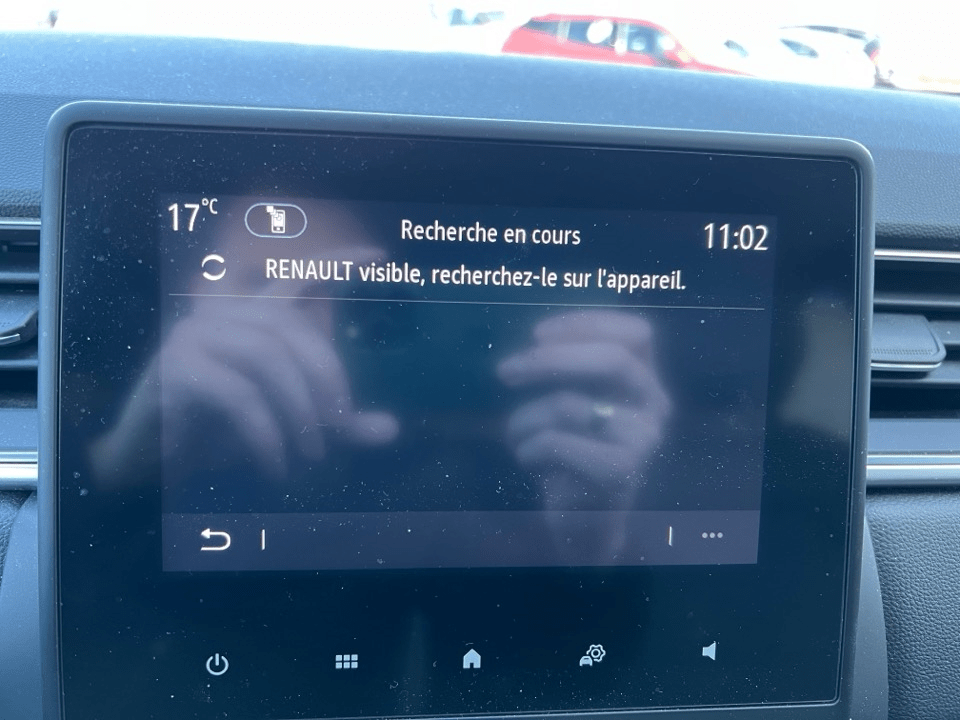 17°C
Recherche en cours
11:02
RENAULT visible, recherchez-le sur l'appareil.